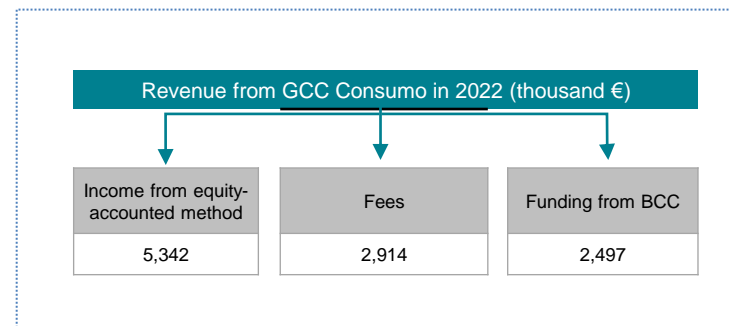 Revenue from GCC Consumo in 2022 (thousand €)
Income from equity-
accounted method
Fees
Funding from BCC
5,342
2,914
2,497